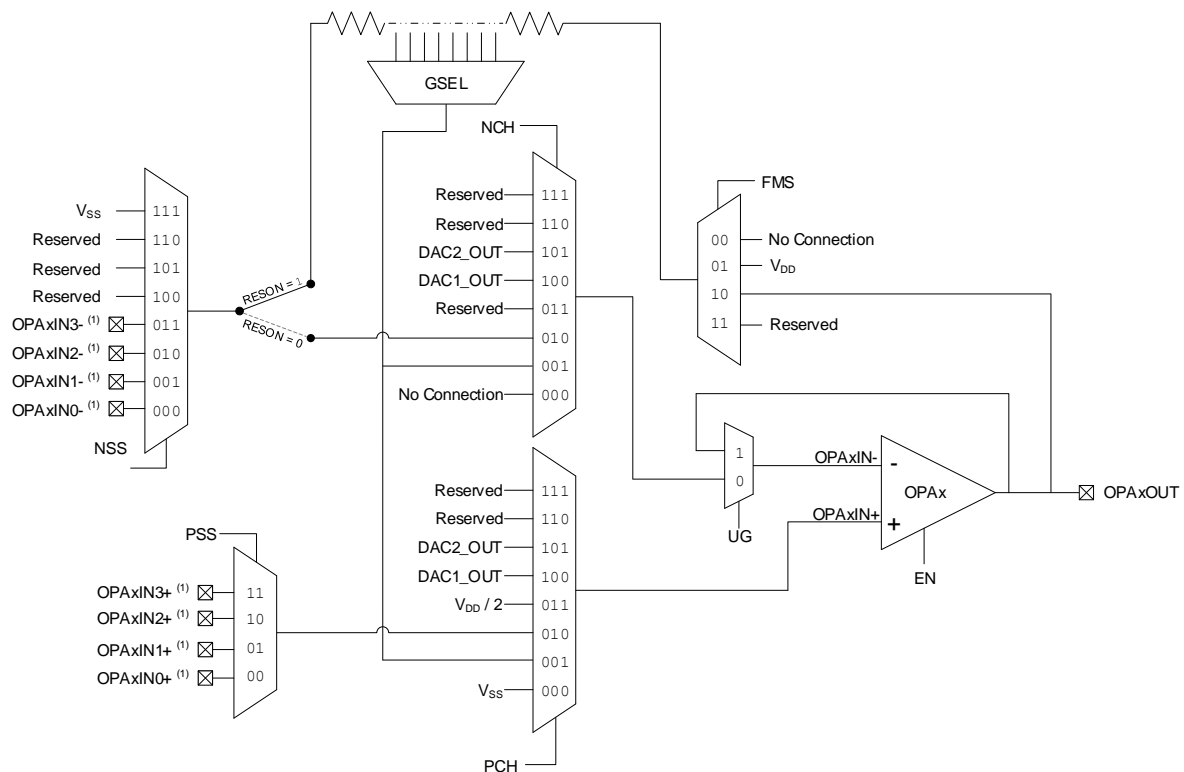 GSEL
NCH
Reserved 111
Reserved 110
DAC2_OUT 101
DAC1_OUT 100
Reserved 011
010
001
No Connection 000
FMS
00 No Connection
01 VDD
10
11 Reserved
VSS 111
Reserved 110
Reserved 101
Reserved 100
OPAxIN3- (1) 011
OPAxIN2- (1) 010
OPAxIN1- (1) 001
OPAxIN0- (1) 000
NSS
RESON = 1
RESON = 0
1
0
UG
OPAxIN-
OPAxIN+
-
+
OPAx
EN
OPAxOUT
Reserved 111
Reserved 110
DAC2_OUT 101
DAC1_OUT 100
VDD / 2 011
010
001
VSS 000
PCH
PSS
OPAxIN3+ (1) 11
OPAxIN2+ (1) 10
OPAxIN1+ (1) 01
OPAxIN0+ (1) 00